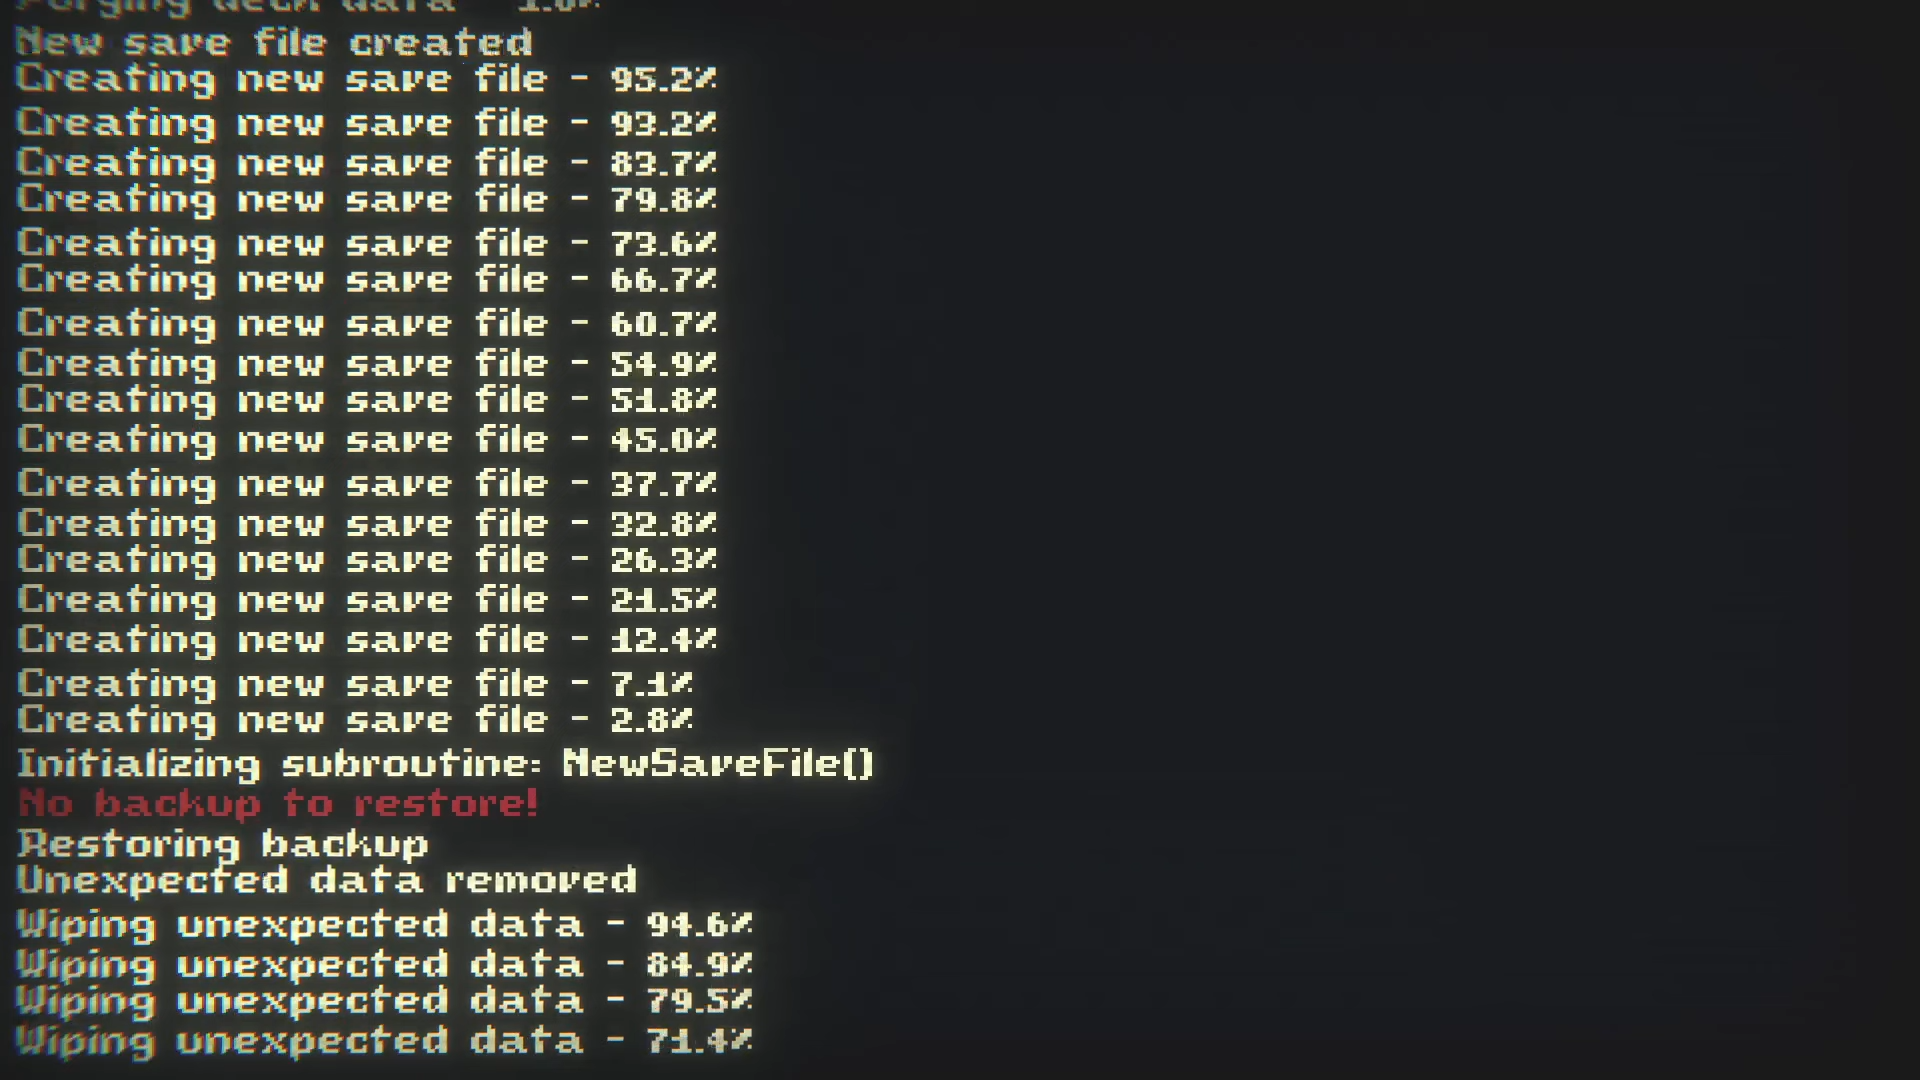 Forging deck data - 1.0%
New save file created
Creating new save file - 95.2%
Creating new save file - 93.2%
Creating new save file - 83.7%
Creating new save file - 79.8%
Creating new save file - 73.6%
Creating new save file - 66.7%
Creating new save file - 60.7%
Creating new save file - 54.9%
Creating new save file - 51.8%
Creating new save file - 45.0%
Creating new save file - 37.7%
Creating new save file - 32.8%
Creating new save file - 26.3%
Creating new save file - 21.5%
Creating new save file - 12.4%
Creating new save file - 7.1%
Creating new save file - 2.8%
Initializing subroutine: NewSaveFile()
No backup to restore!
Restoring backup
Unexpected data removed
Wiping unexpected data - 94.6%
Wiping unexpected data - 84.9%
Wiping unexpected data - 79.5%
Wiping unexpected data - 71.4%